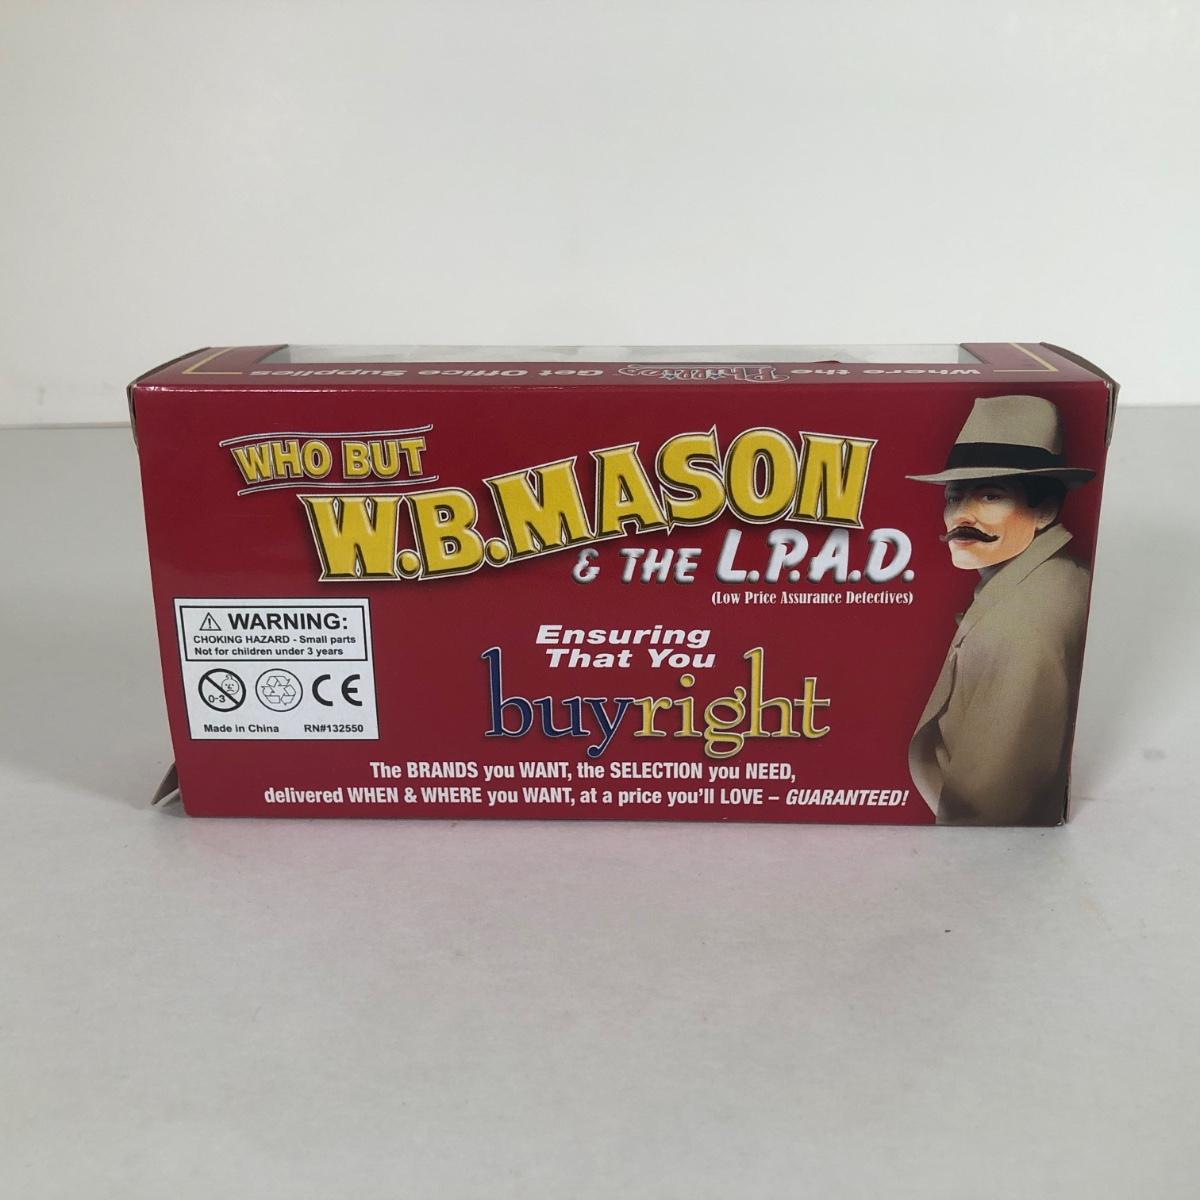 Where the Phillies Get Office Supplies
WHO BUT
W.B.MASON
& THE L.P.A.D.
(Low Price Assurance Detectives)
WARNING:
CHOKING HAZARD - Small parts
Not for children under 3 years
0-3
CE
Made in China RN#132550
Ensuring
That You
buyright
The BRANDS you WANT, the SELECTION you NEED,
delivered WHEN & WHERE you WANT, at a price you'll LOVE – GUARANTEED!